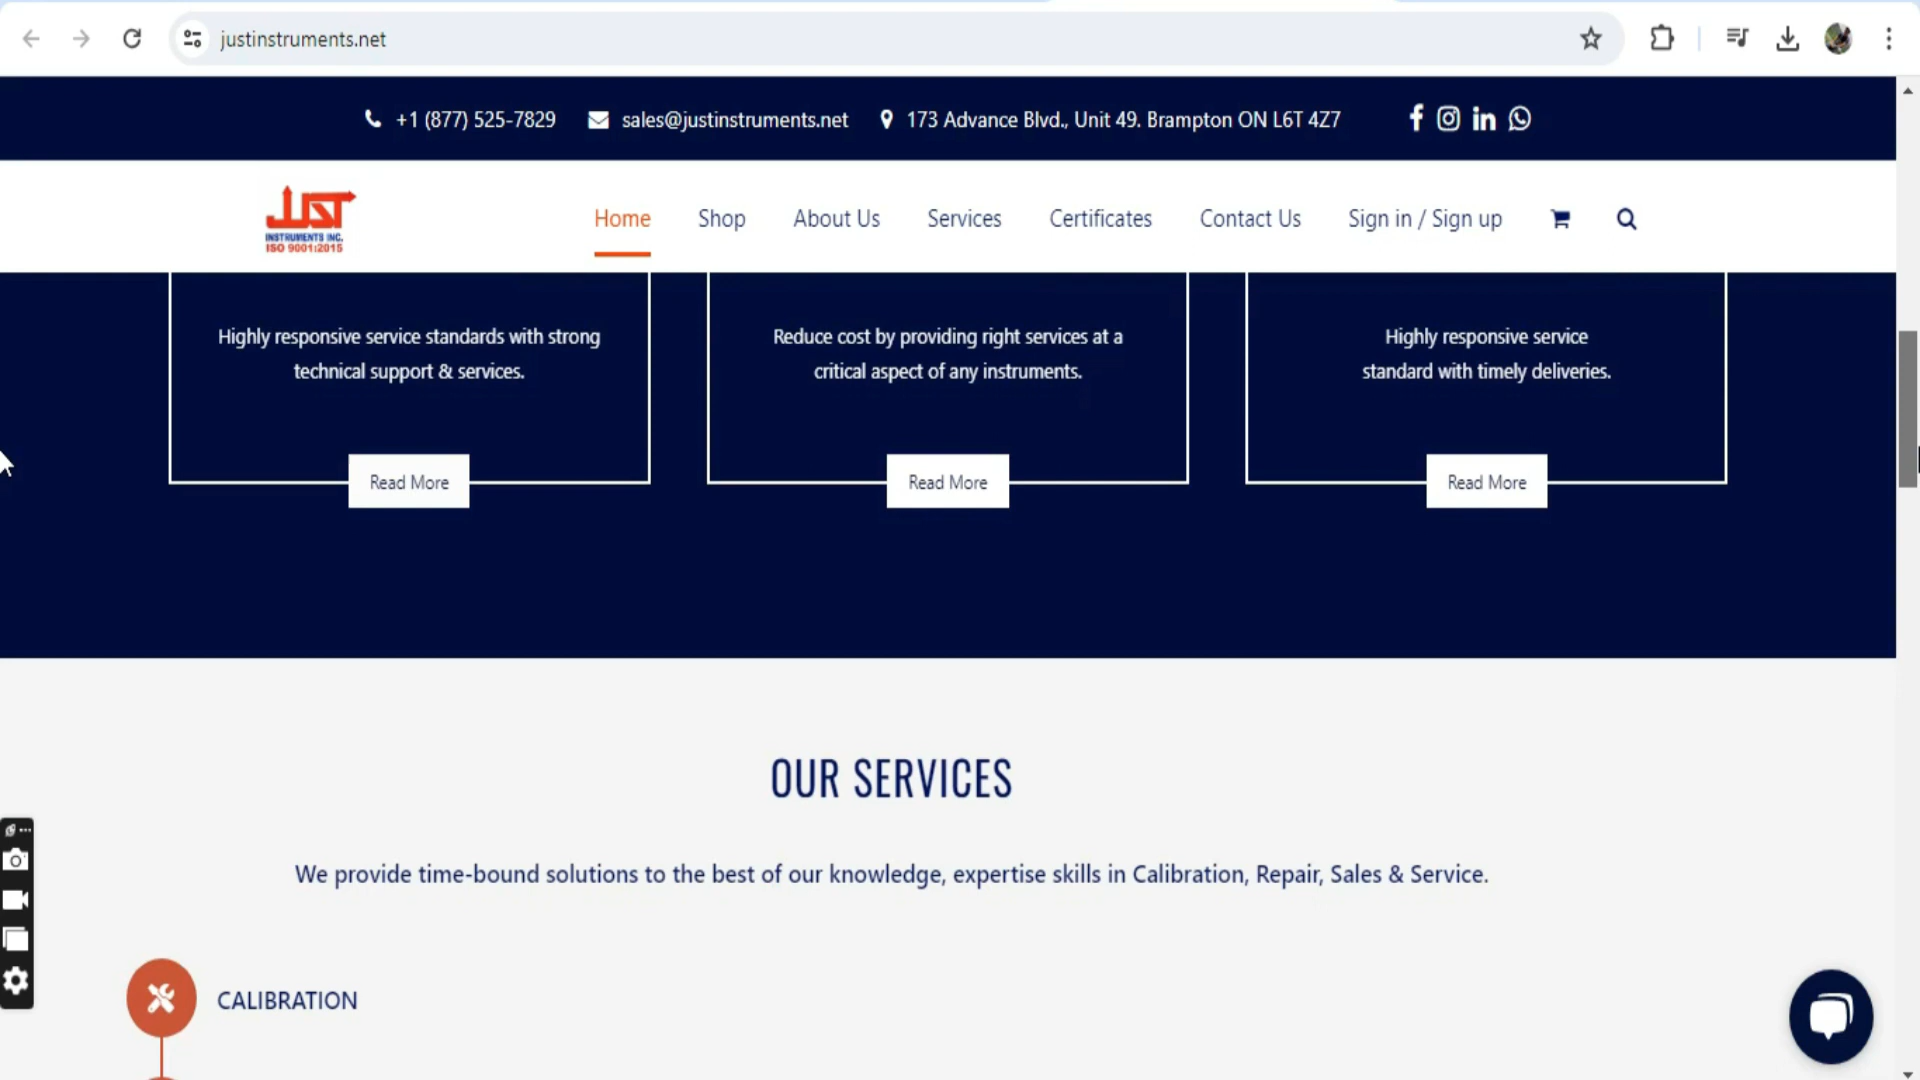 justinstruments.net
+1 (877) 525-7829 sales@justinstruments.net 173 Advance Blvd., Unit 49. Brampton ON L6T 4Z7
JUST
INSTRUMENTS INC.
ISO 9001:2015
Home Shop About Us Services Certificates Contact Us Sign in / Sign up
Highly responsive service standards with strong
technical support & services.
Read More
Reduce cost by providing right services at a
critical aspect of any instruments.
Read More
Highly responsive service
standard with timely deliveries.
Read More
OUR SERVICES
We provide time-bound solutions to the best of our knowledge, expertise skills in Calibration, Repair, Sales & Service.
CALIBRATION